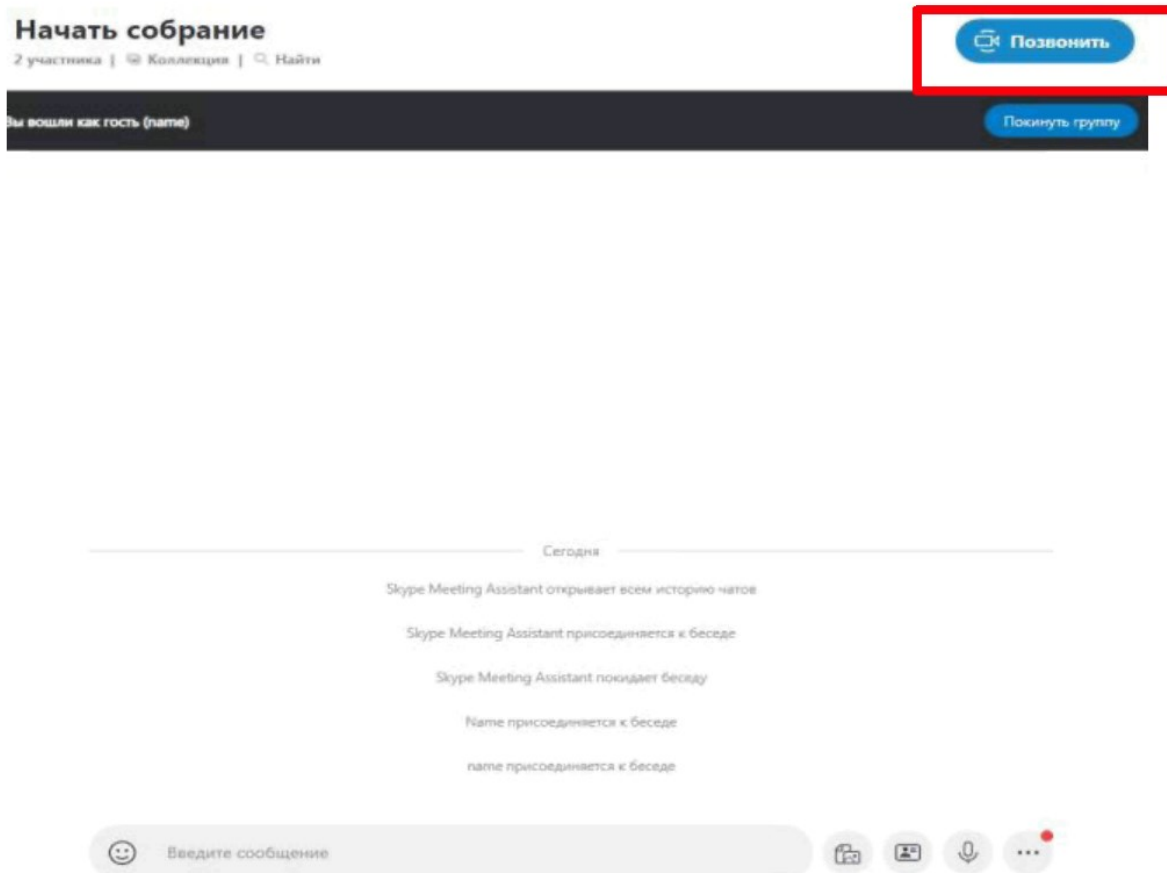 Начать собрание
Позвонить
2 участника | Коллекция | Найти
Вы вошли как гость (name)
Покинуть группу
Сегодня
Skype Meeting Assistant открывает всем историю чатов
Skype Meeting Assistant присоединяется к беседе
Skype Meeting Assistant покидает беседу
Name присоединяется к беседе
name присоединяется к беседе
Введите сообщение